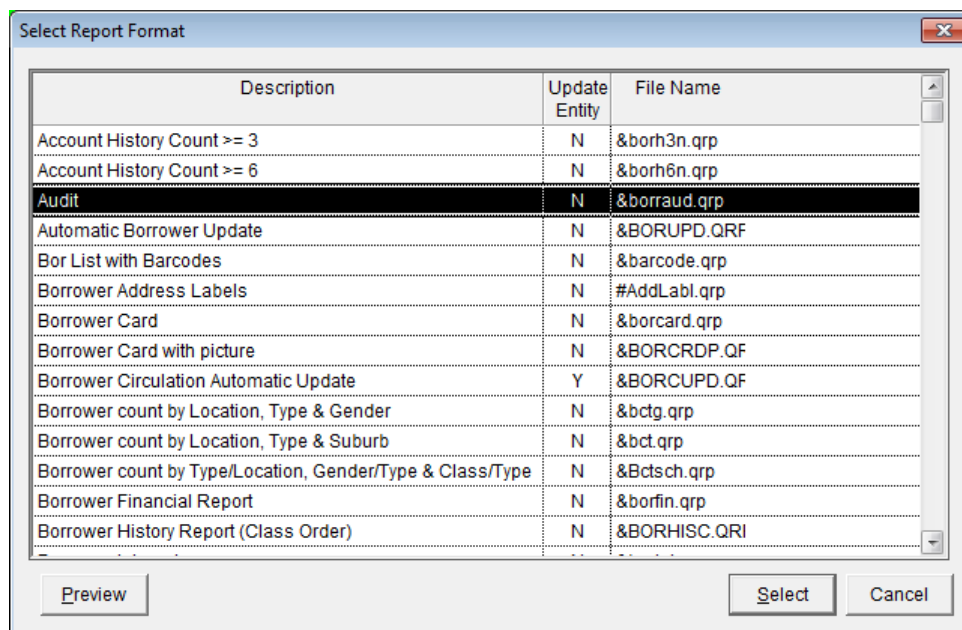 Select Report Format
Description Update Entity File Name
Account History Count >= 3 N &borh3n.qrp
Account History Count >= 6 N &borh6n.qrp
Audit N &borraud.qrp
Automatic Borrower Update N &BORUPD.QRF
Bor List with Barcodes N &barcode.qrp
Borrower Address Labels N #AddLabl.qrp
Borrower Card N &borcard.qrp
Borrower Card with picture N &BORCRDP.QF
Borrower Circulation Automatic Update Y &BORCUPD.QF
Borrower count by Location, Type & Gender N &bctg.qrp
Borrower count by Location, Type & Suburb N &bct.qrp
Borrower count by Type/Location, Gender/Type & Class/Type N &Bctsch.qrp
Borrower Financial Report N &borfin.qrp
Borrower History Report (Class Order) N &BORHISC.QRI
Preview Select Cancel